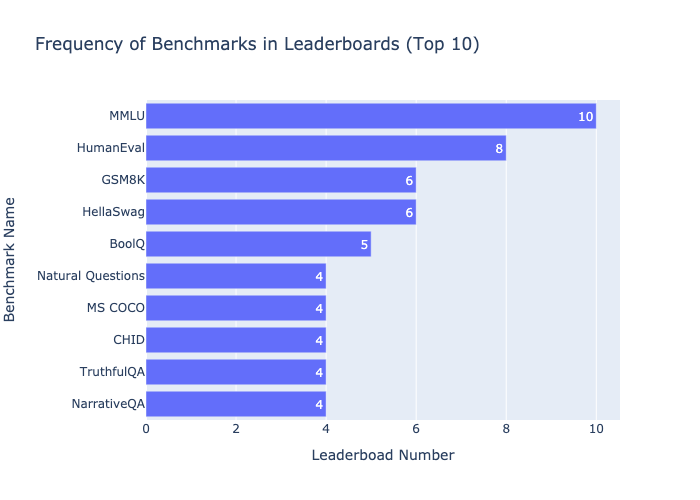 Frequency of Benchmarks in Leaderboards (Top 10)
Benchmark Name
MMLU 10
HumanEval 8
GSM8K 6
HellaSwag 6
BoolQ 5
Natural Questions 4
MS COCO 4
CHID 4
TruthfulQA 4
NarrativeQA 4
0 2 4 6 8 10
Leaderboad Number